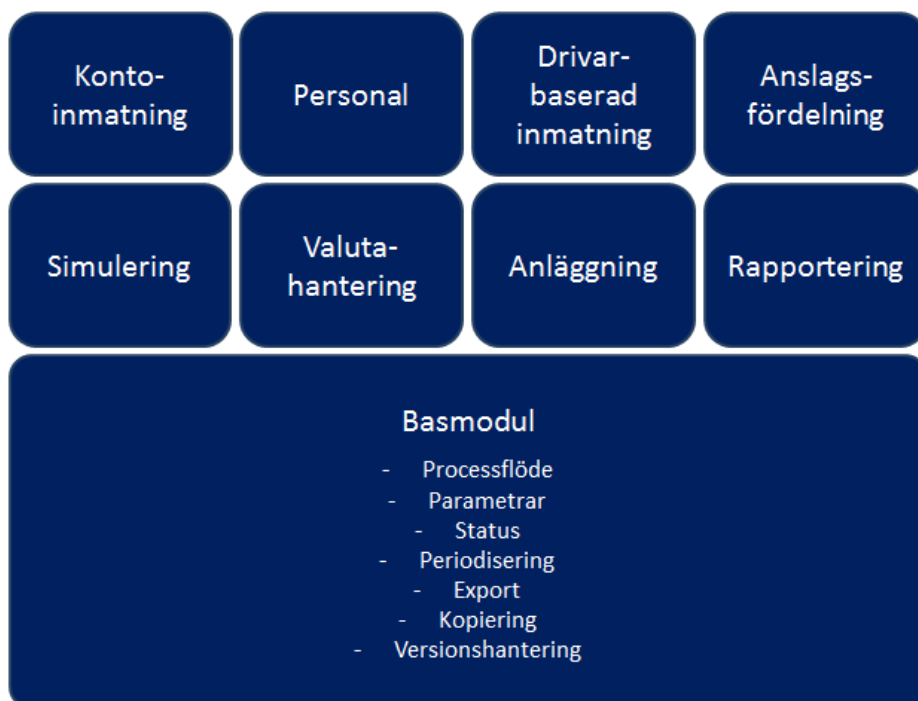 Konto-
inmatning
Personal
Drivar-
baserad
inmatning
Anslags-
fördelning
Simulering
Valuta-
hantering
Anläggning
Rapportering
Basmodul
- Processflöde
- Parametrar
- Status
- Periodisering
- Export
- Kopiering
- Versionshantering